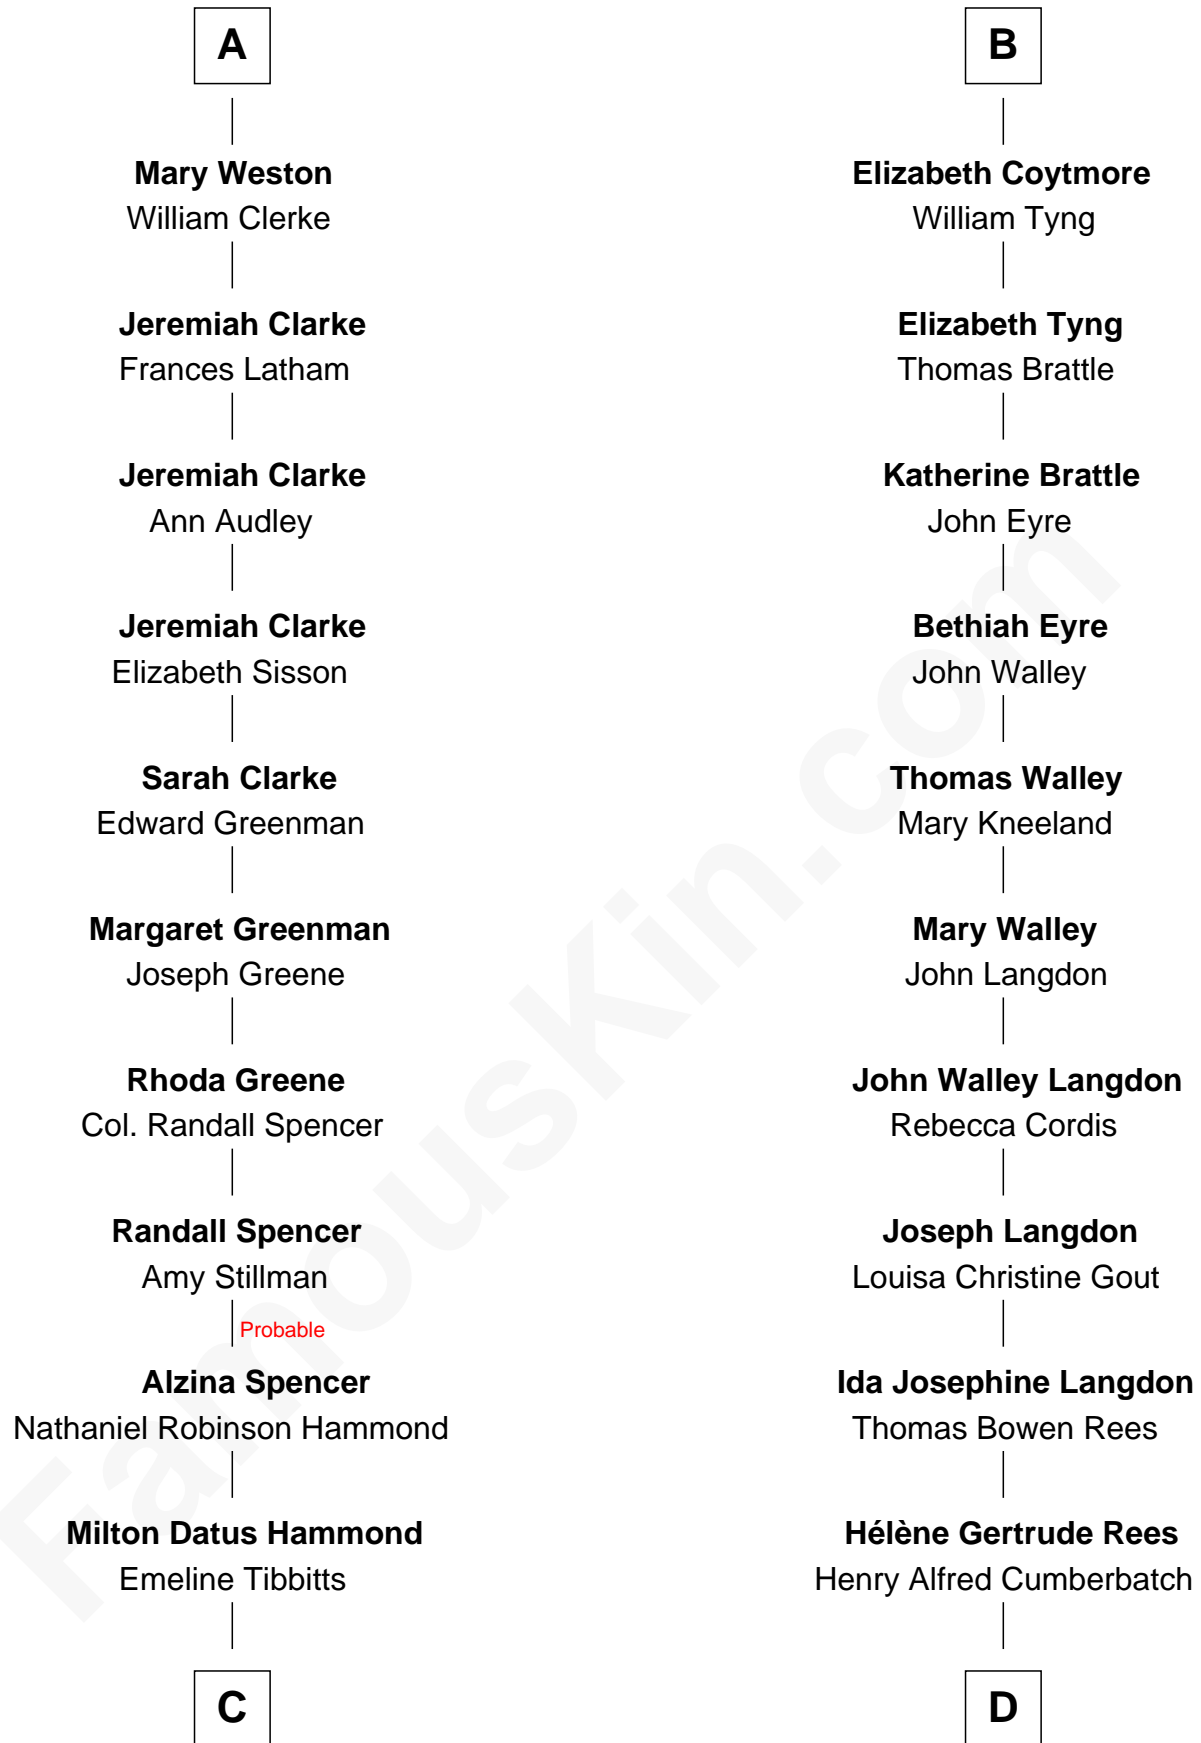 A
Mary Weston
William Clerke
Jeremiah Clarke
Frances Latham
Jeremiah Clarke
Ann Audley
Jeremiah Clarke
Elizabeth Sisson
Sarah Clarke
Edward Greenman
Margaret Greenman
Joseph Greene
Rhoda Greene
Col. Randall Spencer
Randall Spencer
Amy Stillman
Probable
Alzina Spencer
Nathaniel Robinson Hammond
Milton Datus Hammond
Emeline Tibbitts
C
B
Elizabeth Coytmore
William Tyng
Elizabeth Tyng
Thomas Brattle
Katherine Brattle
John Eyre
Bethiah Eyre
John Walley
Thomas Walley
Mary Kneeland
Mary Walley
John Langdon
John Walley Langdon
Rebecca Cordis
Joseph Langdon
Louisa Christine Gout
Ida Josephine Langdon
Thomas Bowen Rees
Hélène Gertrude Rees
Henry Alfred Cumberbatch
D
FamousKin.com